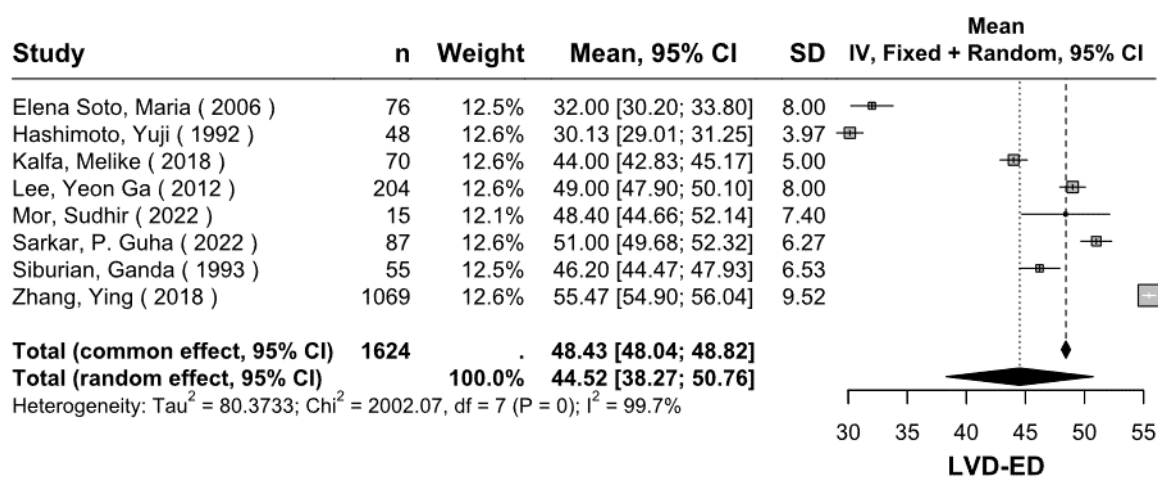 Mean
Study n Weight Mean, 95% CI SD IV, Fixed + Random, 95% CI
Elena Soto, Maria ( 2006 ) 76 12.5% 32.00 [30.20; 33.80] 8.00
Hashimoto, Yuji ( 1992 ) 48 12.6% 30.13 [29.01; 31.25] 3.97
Kalfa, Melike ( 2018 ) 70 12.6% 44.00 [42.83; 45.17] 5.00
Lee, Yeon Ga ( 2012 ) 204 12.6% 49.00 [47.90; 50.10] 8.00
Mor, Sudhir ( 2022 ) 15 12.1% 48.40 [44.66; 52.14] 7.40
Sarkar, P. Guha ( 2022 ) 87 12.6% 51.00 [49.68; 52.32] 6.27
Siburian, Ganda ( 1993 ) 55 12.5% 46.20 [44.47; 47.93] 6.53
Zhang, Ying ( 2018 ) 1069 12.6% 55.47 [54.90; 56.04] 9.52
Total (common effect, 95% CI) 1624 . 48.43 [48.04; 48.82]
Total (random effect, 95% CI) 100.0% 44.52 [38.27; 50.76]
Heterogeneity: Tau² = 80.3733; Chi² = 2002.07, df = 7 (P = 0); I² = 99.7%
30 35 40 45 50 55
LVD-ED